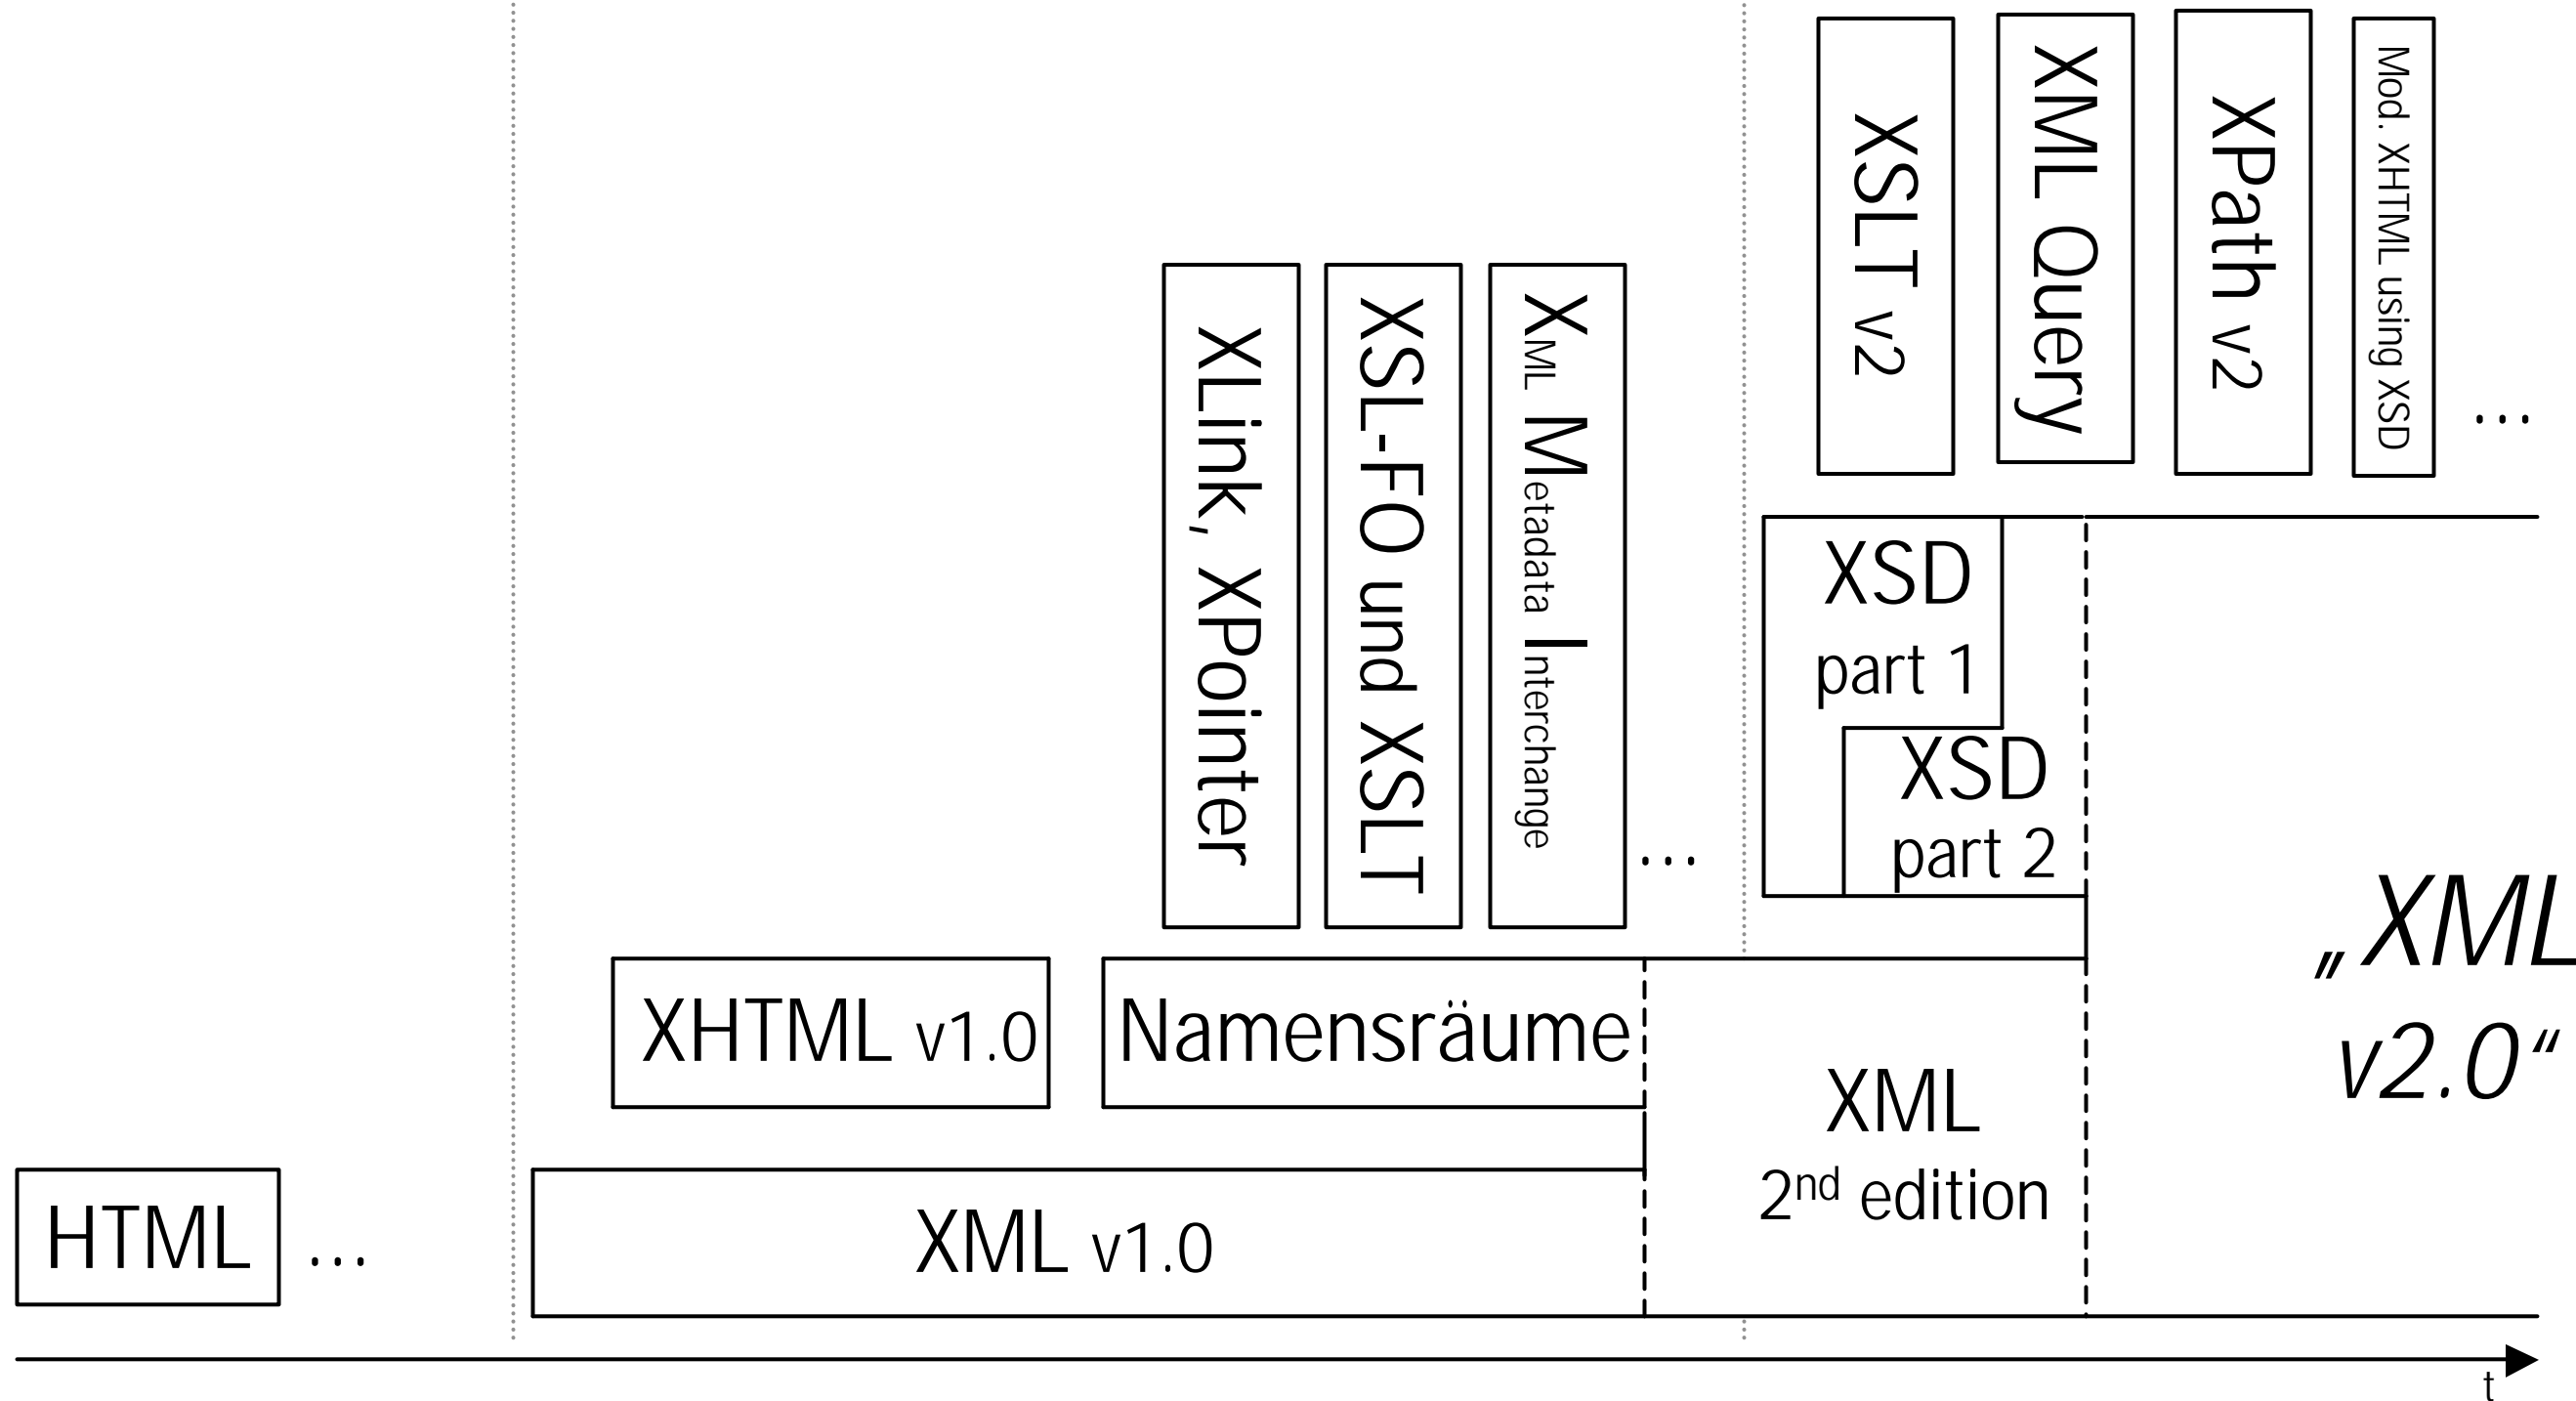 XSLT v2
XML Query
XPath v2
Mod. XHTML using XSD
...
XLink, XPointer
XSL-FO und XSLT
XML Metadata Interchange
...
XSD
part 1
XSD
part 2
„XML
v2.0“
XHTML v1.0
Namensräume
XML
2nd edition
HTML
...
XML v1.0
t